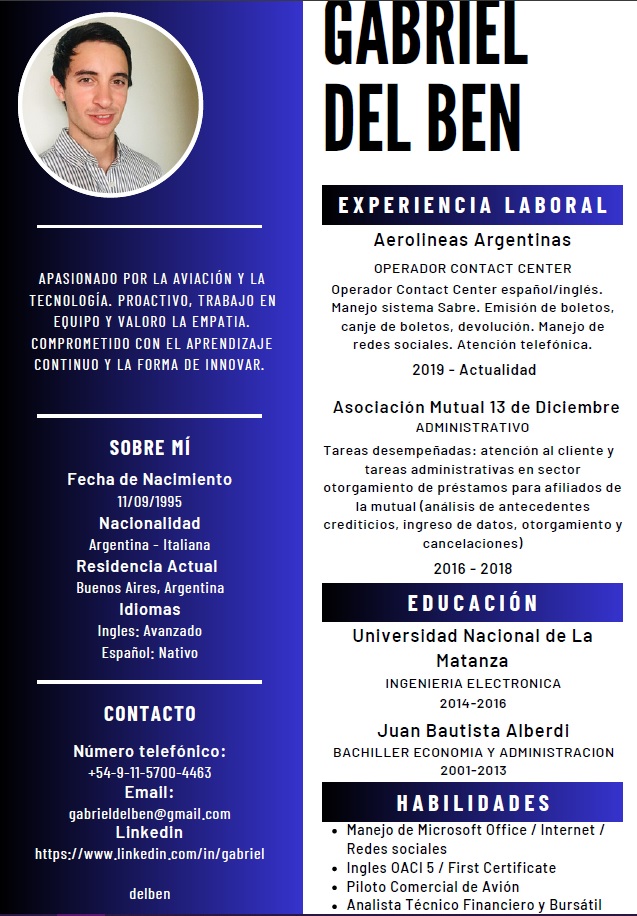 GABRIEL
DEL BEN
APASIONADO POR LA AVIACIÓN Y LA
TECNOLOGÍA. PROACTIVO, TRABAJO EN
EQUIPO Y VALORO LA EMPATIA.
COMPROMETIDO CON EL APRENDIZAJE
CONTINUO Y LA FORMA DE INNOVAR.
SOBRE MÍ
Fecha de Nacimiento
11/09/1995
Nacionalidad
Argentina - Italiana
Residencia Actual
Buenos Aires, Argentina
Idiomas
Ingles: Avanzado
Español: Nativo
CONTACTO
Número telefónico:
+54-9-11-5700-4463
Email:
gabrieldelben@gmail.com
Linkedin
https://www.linkedin.com/in/gabriel
delben
EXPERIENCIA LABORAL
Aerolineas Argentinas
OPERADOR CONTACT CENTER
Operador Contact Center español/inglés.
Manejo sistema Sabre. Emisión de boletos,
canje de boletos, devolución. Manejo de
redes sociales. Atención telefónica.
2019 - Actualidad
Asociación Mutual 13 de Diciembre
ADMINISTRATIVO
Tareas desempeñadas: atención al cliente y
tareas administrativas en sector
otorgamiento de préstamos para afiliados de
la mutual (análisis de antecedentes
crediticios, ingreso de datos, otorgamiento y
cancelaciones)
2016 - 2018
EDUCACIÓN
Universidad Nacional de La
Matanza
INGENIERIA ELECTRONICA
2014-2016
Juan Bautista Alberdi
BACHILLER ECONOMIA Y ADMINISTRACION
2001-2013
HABILIDADES
• Manejo de Microsoft Office / Internet /
Redes sociales
• Ingles OACI 5 / First Certificate
• Piloto Comercial de Avión
• Analista Técnico Financiero y Bursátil